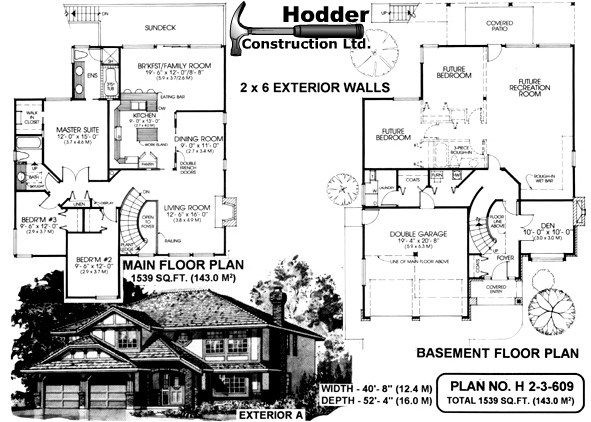 Hodder
Construction Ltd.
2 x 6 EXTERIOR WALLS
DN
SUNDECK
ENS
BR'KFST/FAMILY ROOM
19'- 6" x 12'- 0"/8'- 8"
(5.9 x 3.7/2.6 M)
EATING BAR
WALK
IN
CLOSET
MASTER SUITE
12'- 0" x 15'- 0"
(3.7 x 4.6 M)
KITCHEN
9'- 0" x 13'- 0"
(2.7 x 4.0 M)
WORK ISLAND
PANTRY
DINING ROOM
9'- 0" x 11'- 0"
(2.7 x 3.4 M)
DOUBLE
FRENCH
DOORS
UP
BATH
SKYLIGHT
LINEN
DISPLAY
DN
OPEN
TO
FOYER
LIVING ROOM
12'- 6" x 16'- 0"
(3.8 x 4.9 M)
RAILING
PLANT
LEDGE
BEDR'M #3
9'- 6" x 12'- 0"
(2.9 x 3.7 M)
BEDR'M #2
9'- 6" x 12'- 0"
(2.9 x 3.7 M)
MAIN FLOOR PLAN
1539 SQ.FT. (143.0 M²)
UP
COVERED
PATIO
FUTURE
BEDROOM
FUTURE
RECREATION
ROOM
FUTURE
BEDROOM
3-PIECE
ROUGH-IN
ROUGH-IN
WET BAR
LAUNDRY
COATS
FURN
HW
DOUBLE GARAGE
19'- 4" x 20'- 8"
(5.9 x 6.3 M)
LINE OF MAIN FLOOR ABOVE
FLOOR
LINE
ABOVE
UP
FOYER
DEN
10'- 0" x 10'- 0"
(3.0 x 3.0 M)
COVERED
ENTRY
BASEMENT FLOOR PLAN
WIDTH - 40'- 8" (12.4 M)
DEPTH - 52'- 4" (16.0 M)
PLAN NO. H 2-3-609
TOTAL 1539 SQ.FT. (143.0 M²)
EXTERIOR A